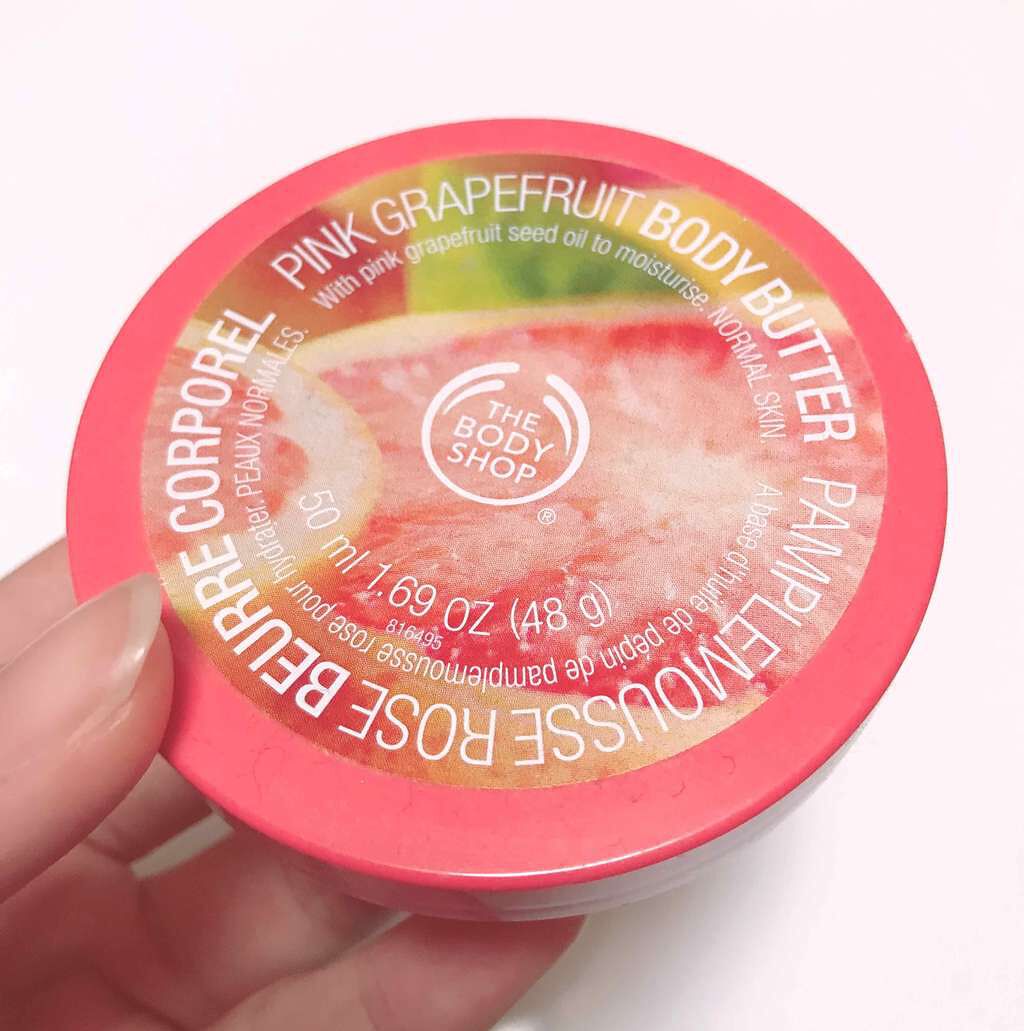 PINK GRAPEFRUIT BODY BUTTER
With pink grapefruit seed oil to moisturise. NORMAL SKIN
PAMPLEMOUSSE ROSE BEURRE CORPOREL
A base d'huile de pépin de pamplemousse rose pour hydrater. PEAUX NORMALES.
THE
BODY
SHOP
®
50 ml 1.69 OZ (48 g)
816495